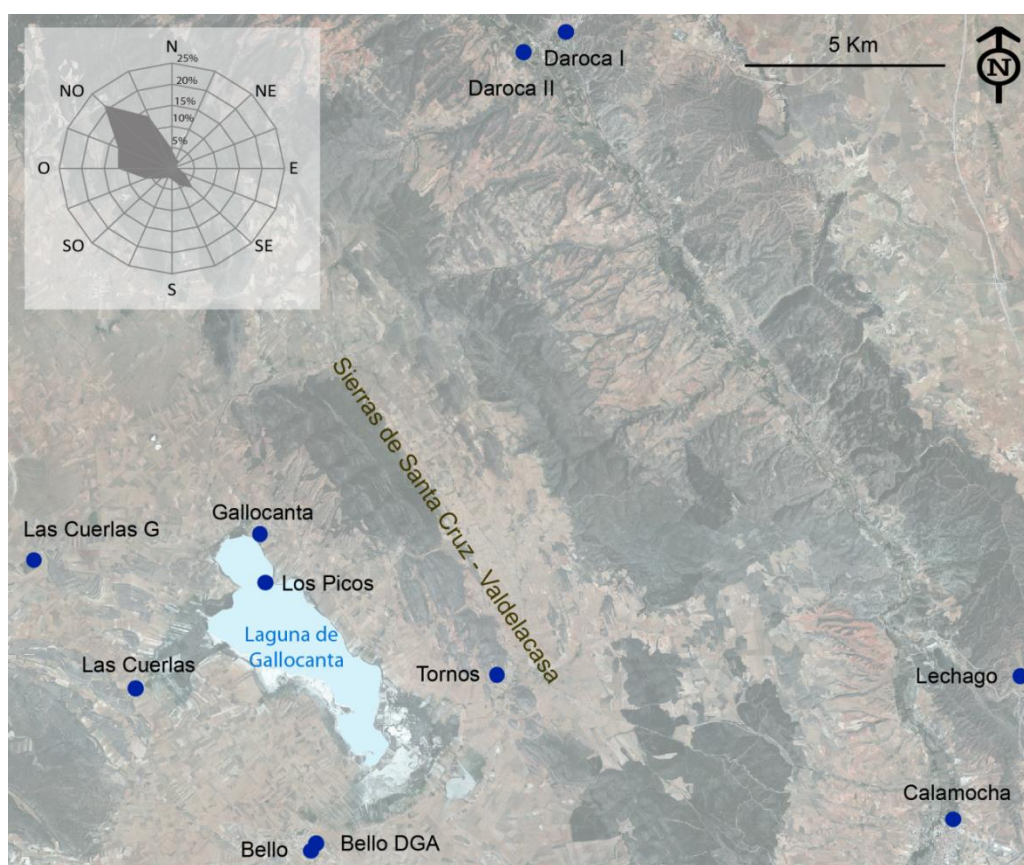 N
25%
20%
15%
10%
5%
NO
NE
O
E
SO
SE
S
Daroca I
Daroca II
5 Km
N
Sierras de Santa Cruz - Valdelacasa
Gallocanta
Las Cuerlas G
Los Picos
Laguna de
Gallocanta
Las Cuerlas
Tornos
Lechago
Calamocha
Bello
Bello DGA